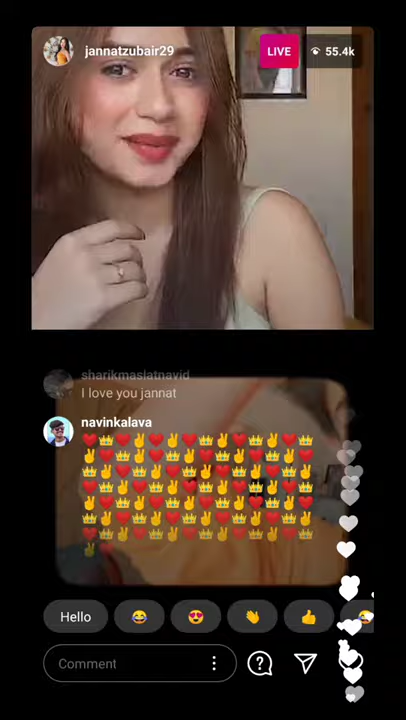 jannatzubair29
LIVE
55.4k
sharikmaslatnavid
I love you jannat
navinkalava
Hello
Comment